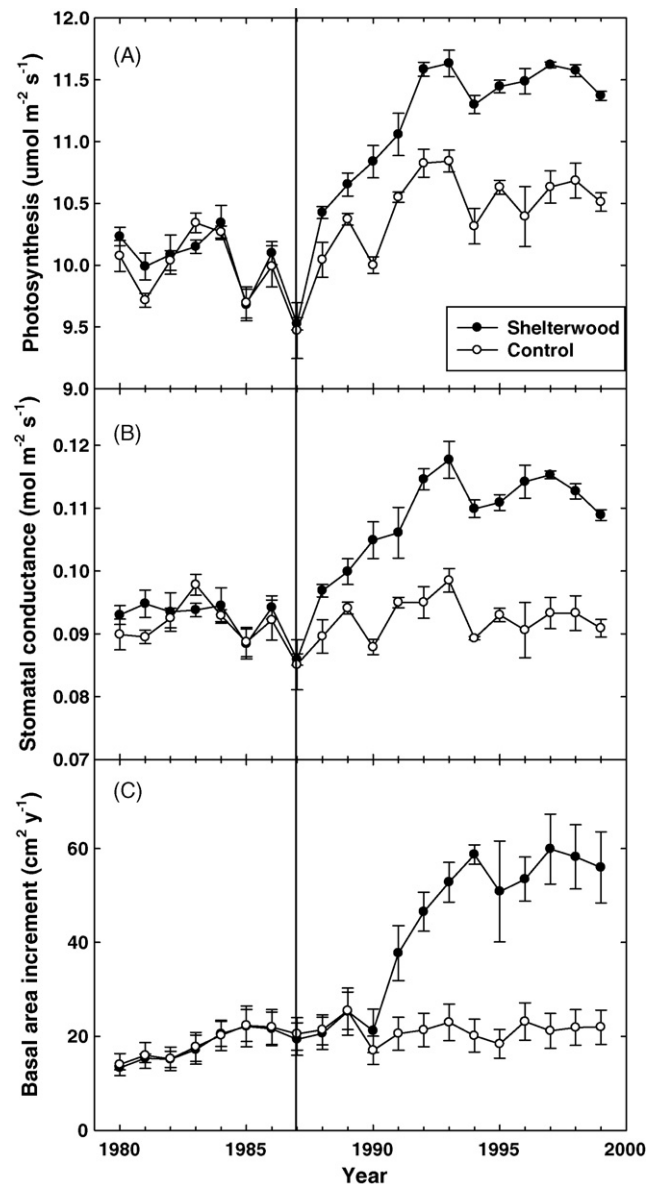 12.0
(A)
11.5
11.0
10.5
10.0
9.5
9.0
Photosynthesis (umol m⁻² s⁻¹)
Shelterwood
Control
(B)
0.12
0.11
0.10
0.09
0.08
0.07
Stomatal conductance (mol m⁻² s⁻¹)
(C)
60
40
20
0
Basal area increment (cm² y⁻¹)
1980 1985 1990 1995 2000
Year